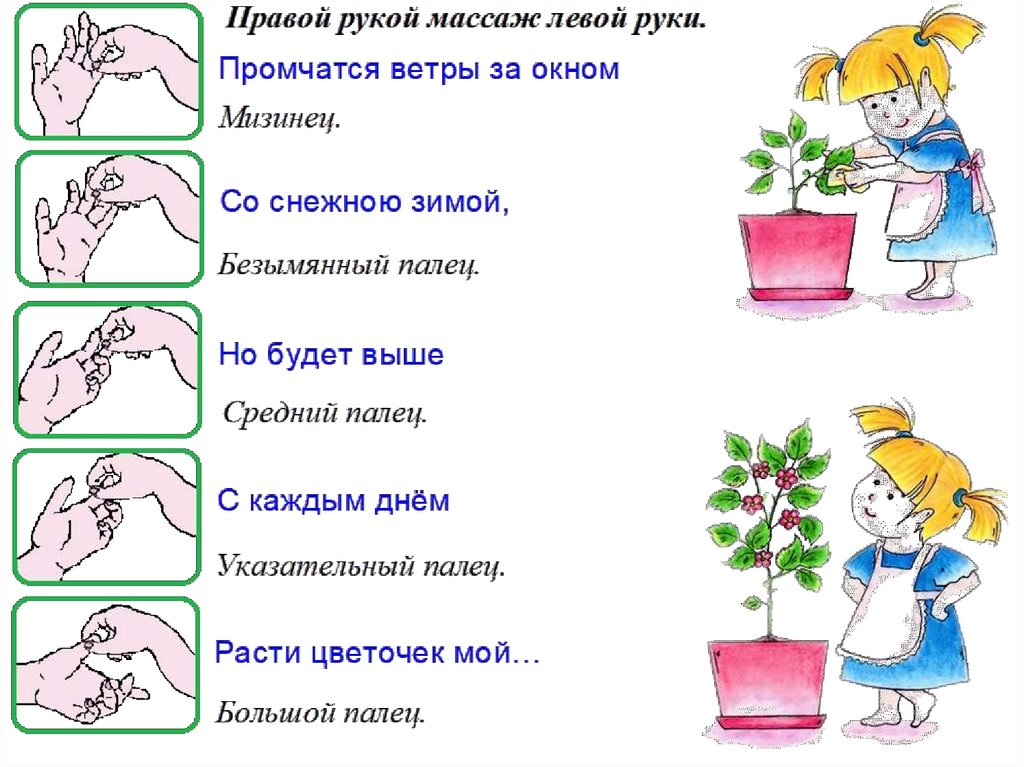 Правой рукой массаж левой руки.
Промчатся ветры за окном
Мизинец.
Со снежною зимой,
Безымянный палец.
Но будет выше
Средний палец.
С каждым днём
Указательный палец.
Расти цветочек мой…
Большой палец.